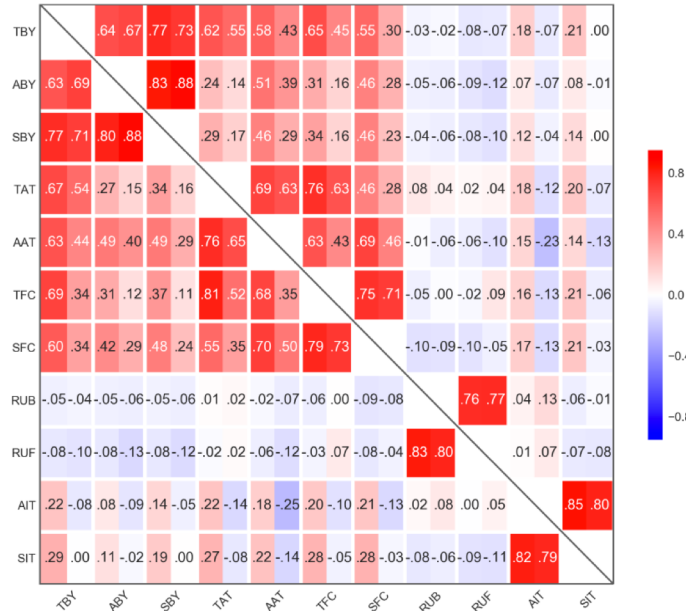 TBY .64 .67 .77 .73 .62 .55 .58 .43 .65 .45 .55 .30 -.03 -.02 -.08 -.07 .18 -.07 .21 .00
ABY .63 .69 .83 .88 .24 .14 .51 .39 .31 .16 .46 .28 -.05 -.06 -.09 -.12 .07 -.07 .08 -.01
SBY .77 .71 .80 .88 .29 .17 .46 .29 .34 .16 .46 .23 -.04 -.06 -.08 -.10 .12 -.04 .14 .00
TAT .67 .54 .27 .15 .34 .16 .69 .63 .76 .63 .46 .28 .08 .04 .02 .04 .18 -.12 .20 -.07
AAT .63 .44 .49 .40 .49 .29 .76 .65 .63 .43 .69 .46 -.01 -.06 -.06 -.10 .15 -.23 .14 -.13
TFC .69 .34 .31 .12 .37 .11 .81 .52 .68 .35 .75 .71 -.05 .00 -.02 .09 .16 -.13 .21 -.06
SFC .60 .34 .42 .29 .48 .24 .55 .35 .70 .50 .79 .73 -.10 -.09 -.10 -.05 .17 -.13 .21 -.03
RUB -.05 -.04 -.05 -.06 -.05 -.06 .01 .02 -.02 -.07 -.06 .00 -.09 -.08 .76 .77 .04 .13 -.06 -.01
RUF -.08 -.10 -.08 -.13 -.08 -.12 -.02 .02 -.06 -.12 -.03 .07 -.08 -.04 .83 .80 .01 .07 -.07 -.08
AIT .22 -.08 .08 -.09 .14 -.05 .22 -.14 .18 -.25 .20 -.10 .21 -.13 .02 .08 .00 .05 .85 .80
SIT .29 .00 .11 -.02 .19 .00 .27 -.08 .22 -.14 .28 -.05 .28 -.03 -.08 -.06 -.09 -.11 .82 .79
TBY ABY SBY TAT AAT TFC SFC RUB RUF AIT SIT
0.8
0.4
0.0